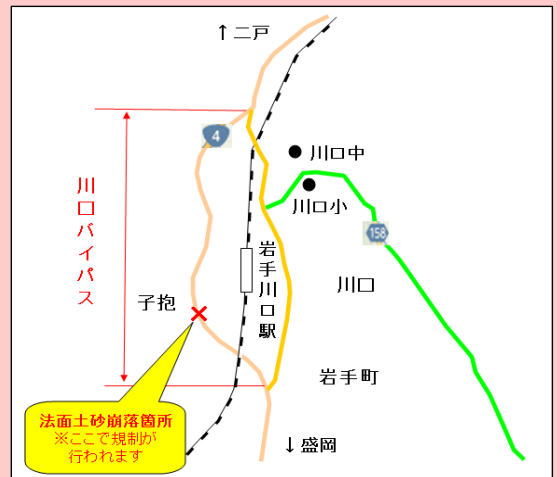 ↑二戸
4
川口中
川口小
158
川口バイパス
岩手川口駅
川口
子抱
岩手町
法面土砂崩落箇所
※ここで規制が
行われます
↓盛岡